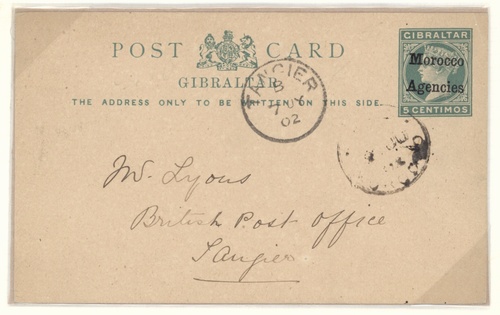 POST CARD
GIBRALTAR
THE ADDRESS ONLY TO BE WRITTEN ON THIS SIDE.
GIBRALTAR
Morocco
Agencies
5 CENTIMOS
TANGIER
02
Mr. Lyons
British Post Office
Tangier